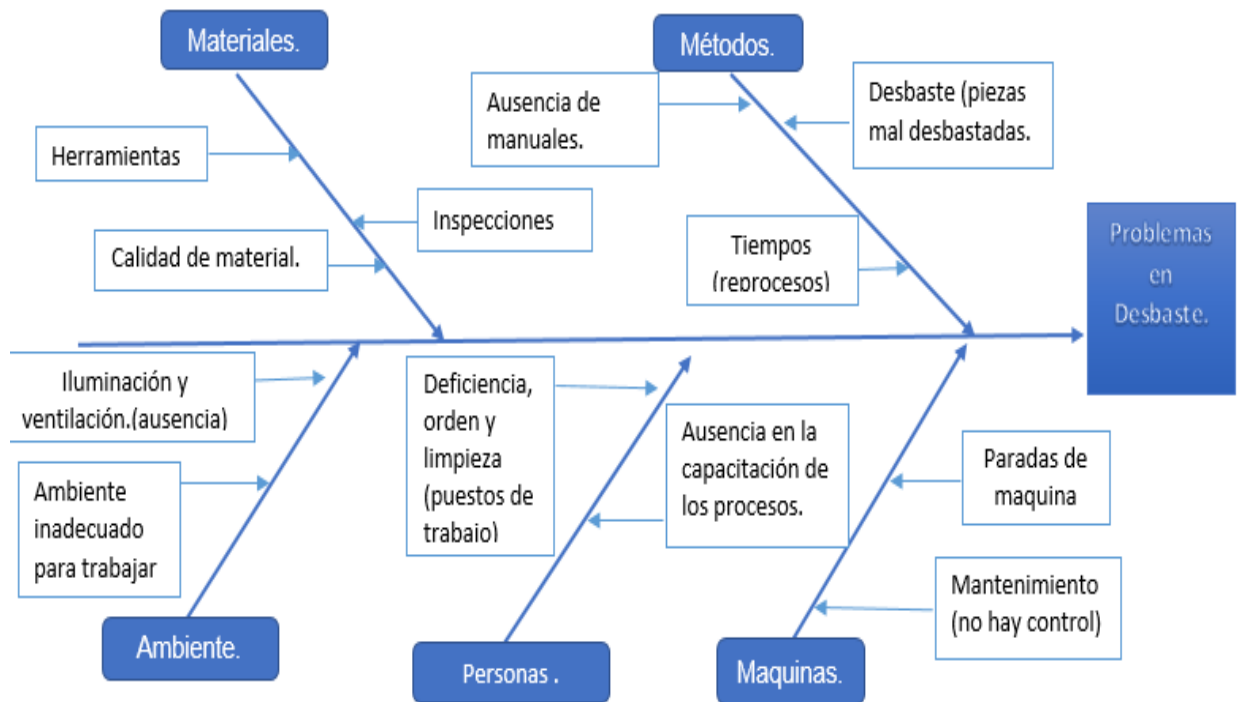 Materiales.
Métodos.
Herramientas
Inspecciones
Calidad de material.
Ausencia de
manuales.
Desbaste (piezas
mal desbastadas.
Tiempos
(reprocesos)
Problemas
en
Desbaste.
Iluminación y
ventilación.(ausencia)
Ambiente
inadecuado
para trabajar
Deficiencia,
orden y
limpieza
(puestos de
trabajo)
Ausencia en la
capacitación de
los procesos.
Paradas de
maquina
Mantenimiento
(no hay control)
Ambiente.
Personas .
Maquinas.